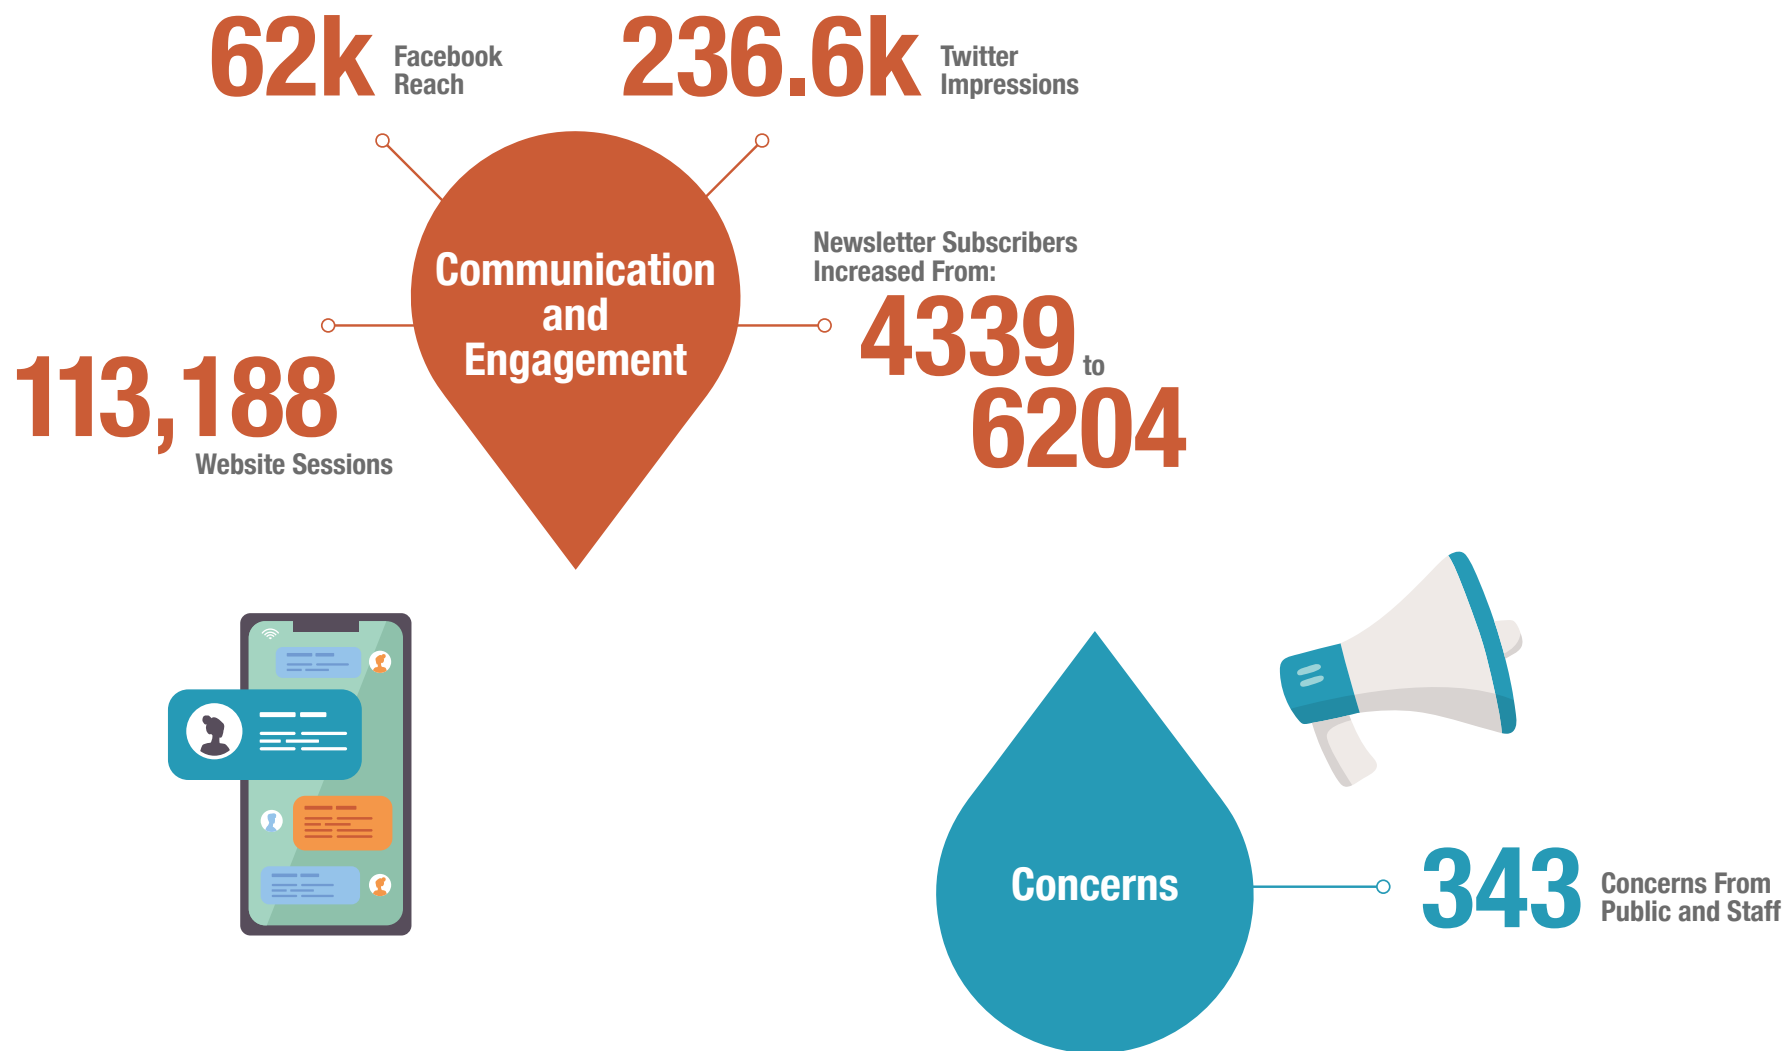 62k
Facebook
Reach
236.6k
Twitter
Impressions
Communication
and
Engagement
Newsletter Subscribers
Increased From:
4339 to
6204
113,188
Website Sessions
Concerns
343
Concerns From
Public and Staff